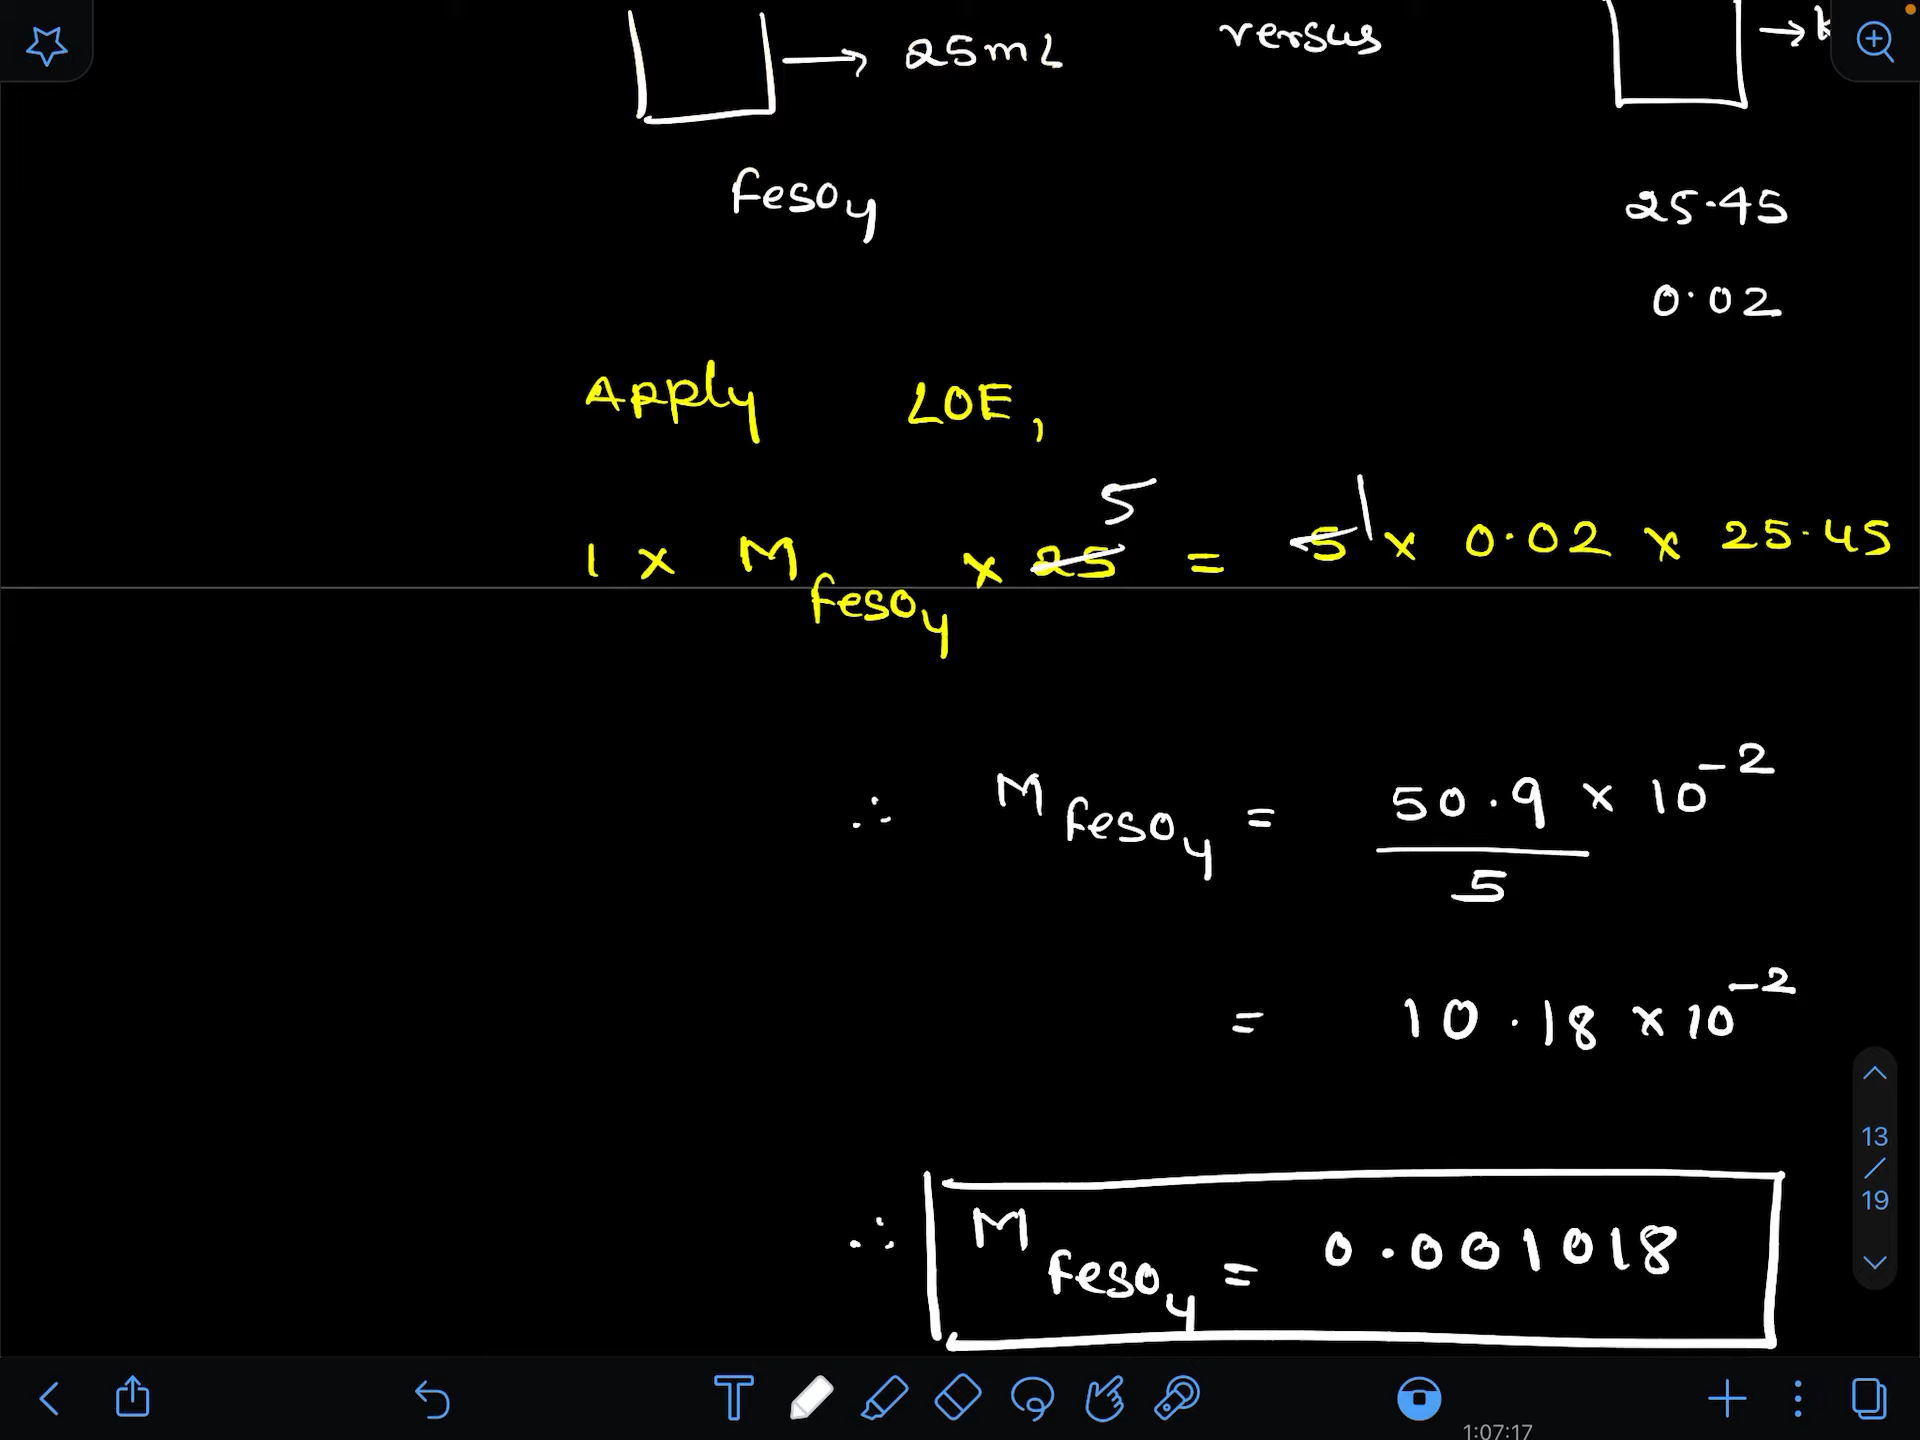 → 25mL versus →
FeSO4 25.45
0.02
Apply LOE,
5 1
1 x M FeSO4 x 25 = 5 x 0.02 x 25.45
∴ M FeSO4 = 50.9 x 10^-2
5
= 10.18 x 10^-2
∴ M FeSO4 = 0.001018
13
/
19
T
1:07:17